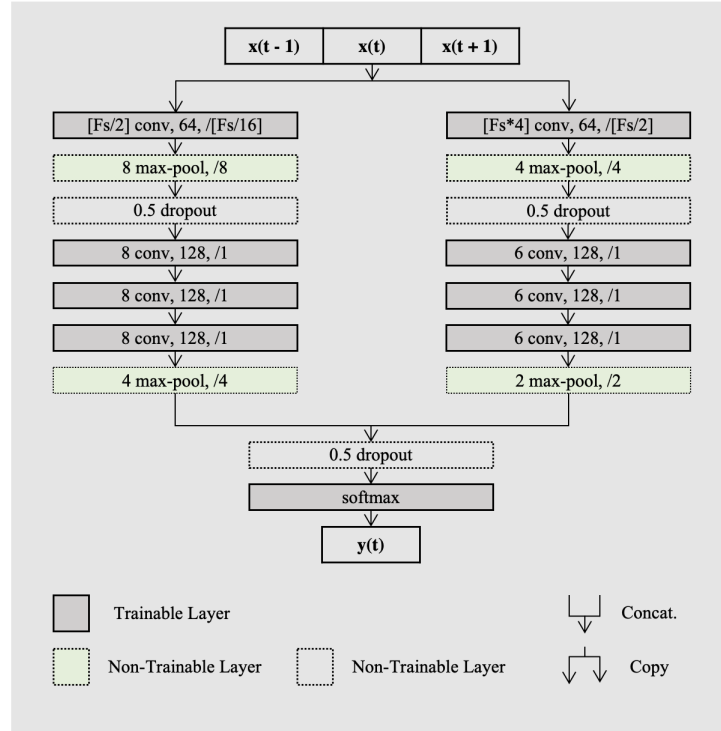 x(t - 1) x(t) x(t + 1)
[Fs/2] conv, 64, /[Fs/16]
8 max-pool, /8
0.5 dropout
8 conv, 128, /1
8 conv, 128, /1
8 conv, 128, /1
4 max-pool, /4
[Fs*4] conv, 64, /[Fs/2]
4 max-pool, /4
0.5 dropout
6 conv, 128, /1
6 conv, 128, /1
6 conv, 128, /1
2 max-pool, /2
0.5 dropout
softmax
y(t)
Trainable Layer
Concat.
Non-Trainable Layer
Non-Trainable Layer
Copy